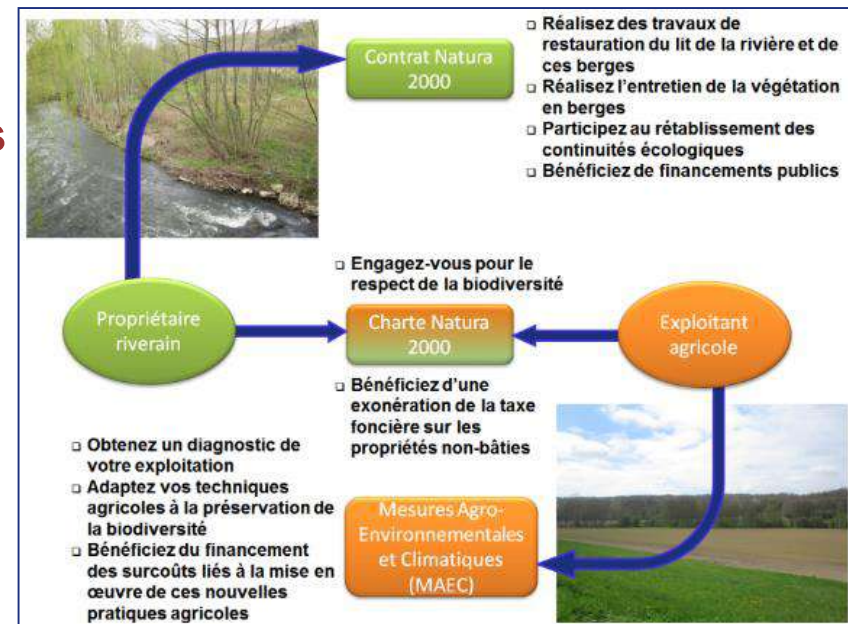 ❑ Réalisez des travaux de
restauration du lit de la rivière et de
ces berges
❑ Réalisez l'entretien de la végétation
en berges
❑ Participez au rétablissement des
continuités écologiques
❑ Bénéficiez de financements publics
Contrat Natura
2000
❑ Engagez-vous pour le
respect de la biodiversité
Propriétaire
riverain
Charte Natura
2000
Exploitant
agricole
❑ Bénéficiez d'une
exonération de la taxe
foncière sur les
propriétés non-bâties
❑ Obtenez un diagnostic de
votre exploitation
❑ Adaptez vos techniques
agricoles à la préservation de
la biodiversité
❑ Bénéficiez du financement
des surcoûts liés à la mise en
œuvre de ces nouvelles
pratiques agricoles
Mesures Agro-
Environnementales
et Climatiques
(MAEC)